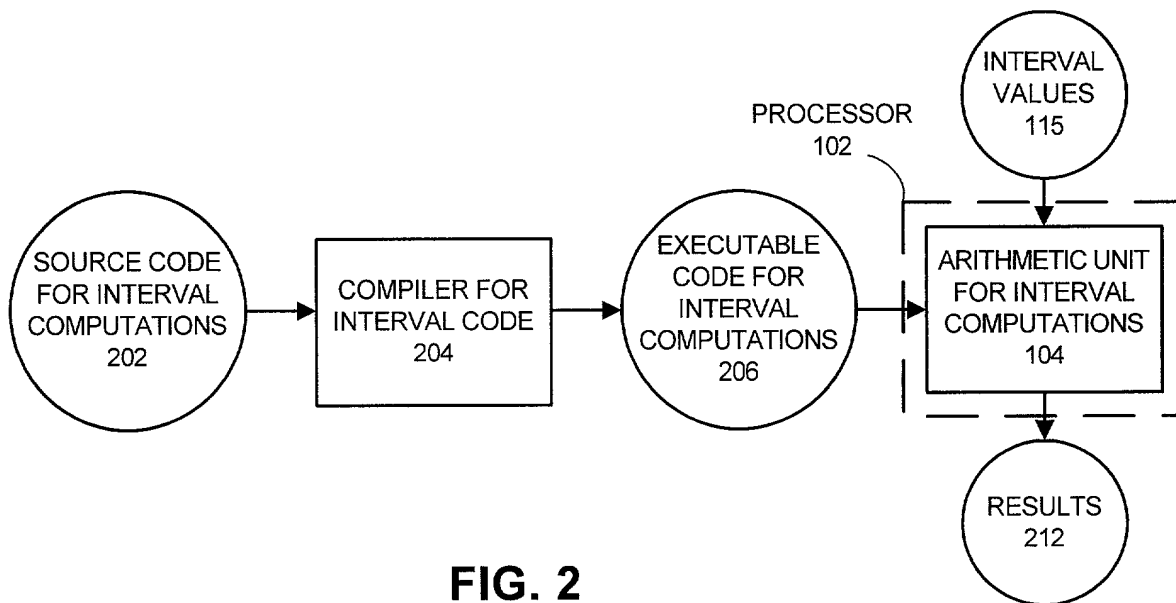 INTERVAL
VALUES
115
PROCESSOR
102
SOURCE CODE
FOR INTERVAL
COMPUTATIONS
202
COMPILER FOR
INTERVAL CODE
204
EXECUTABLE
CODE FOR
INTERVAL
COMPUTATIONS
206
ARITHMETIC UNIT
FOR INTERVAL
COMPUTATIONS
104
RESULTS
212
FIG. 2